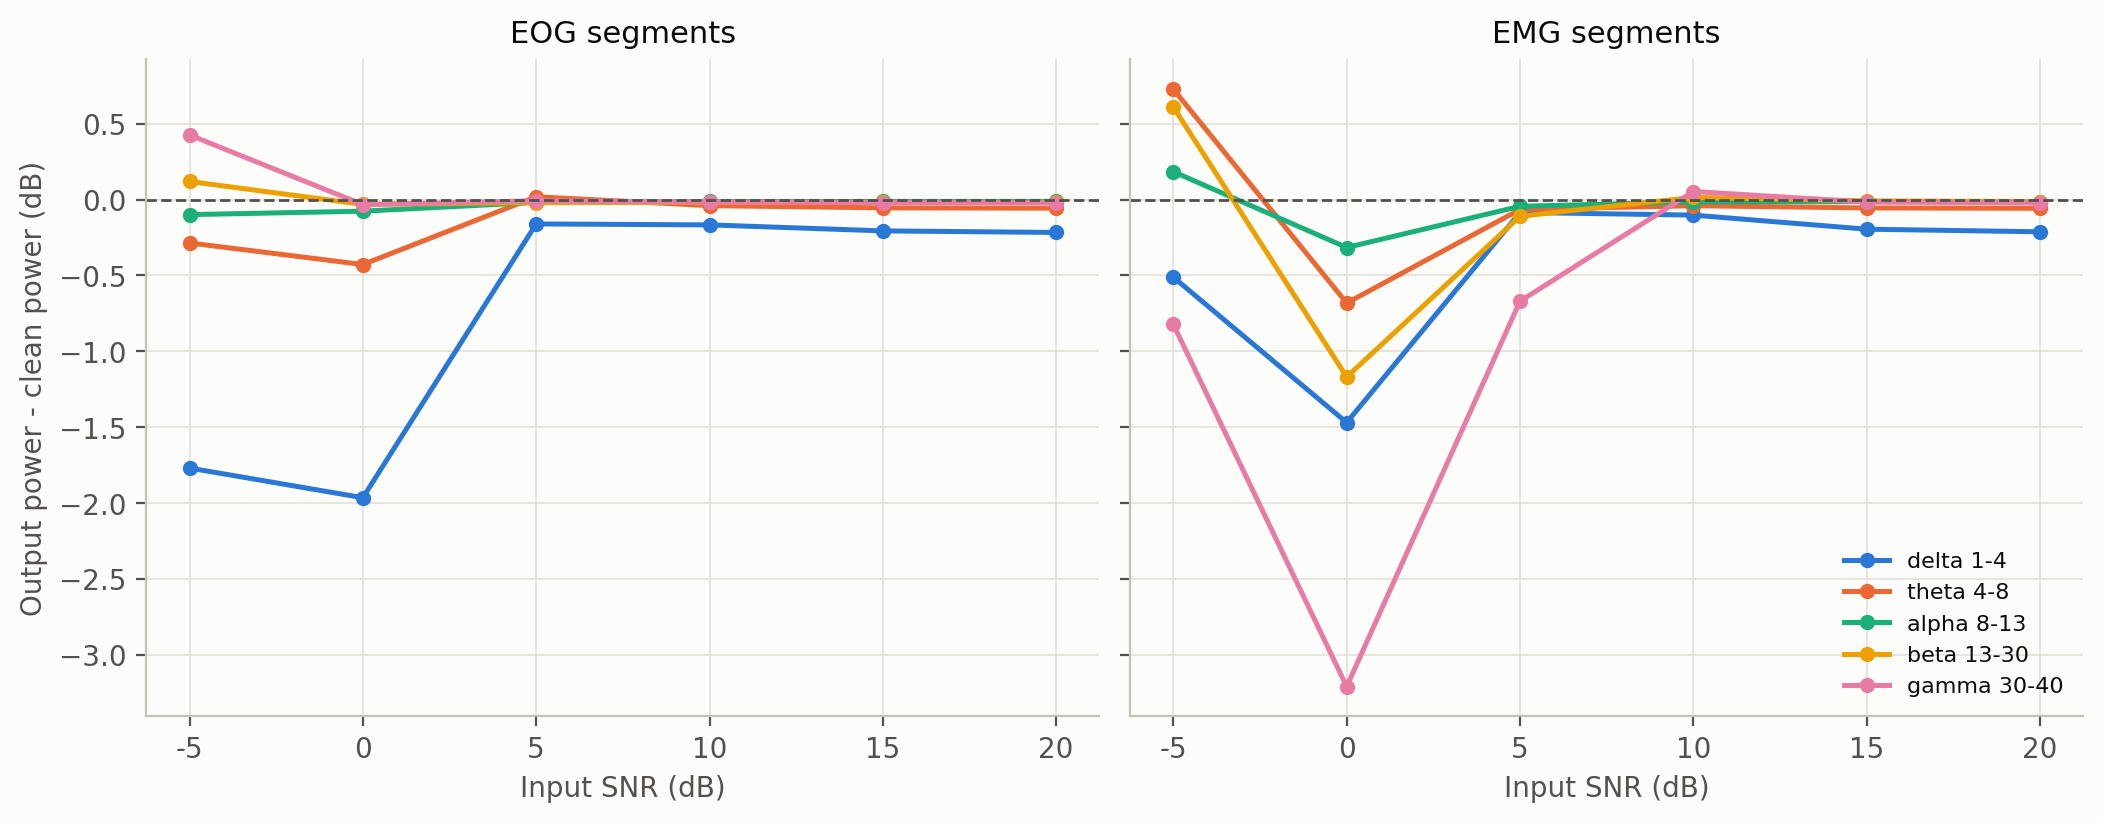 EOG segments
EMG segments
Output power - clean power (dB)
0.5
0.0
−0.5
−1.0
−1.5
−2.0
−2.5
−3.0
-5 0 5 10 15 20
Input SNR (dB)
-5 0 5 10 15 20
Input SNR (dB)
delta 1-4
theta 4-8
alpha 8-13
beta 13-30
gamma 30-40